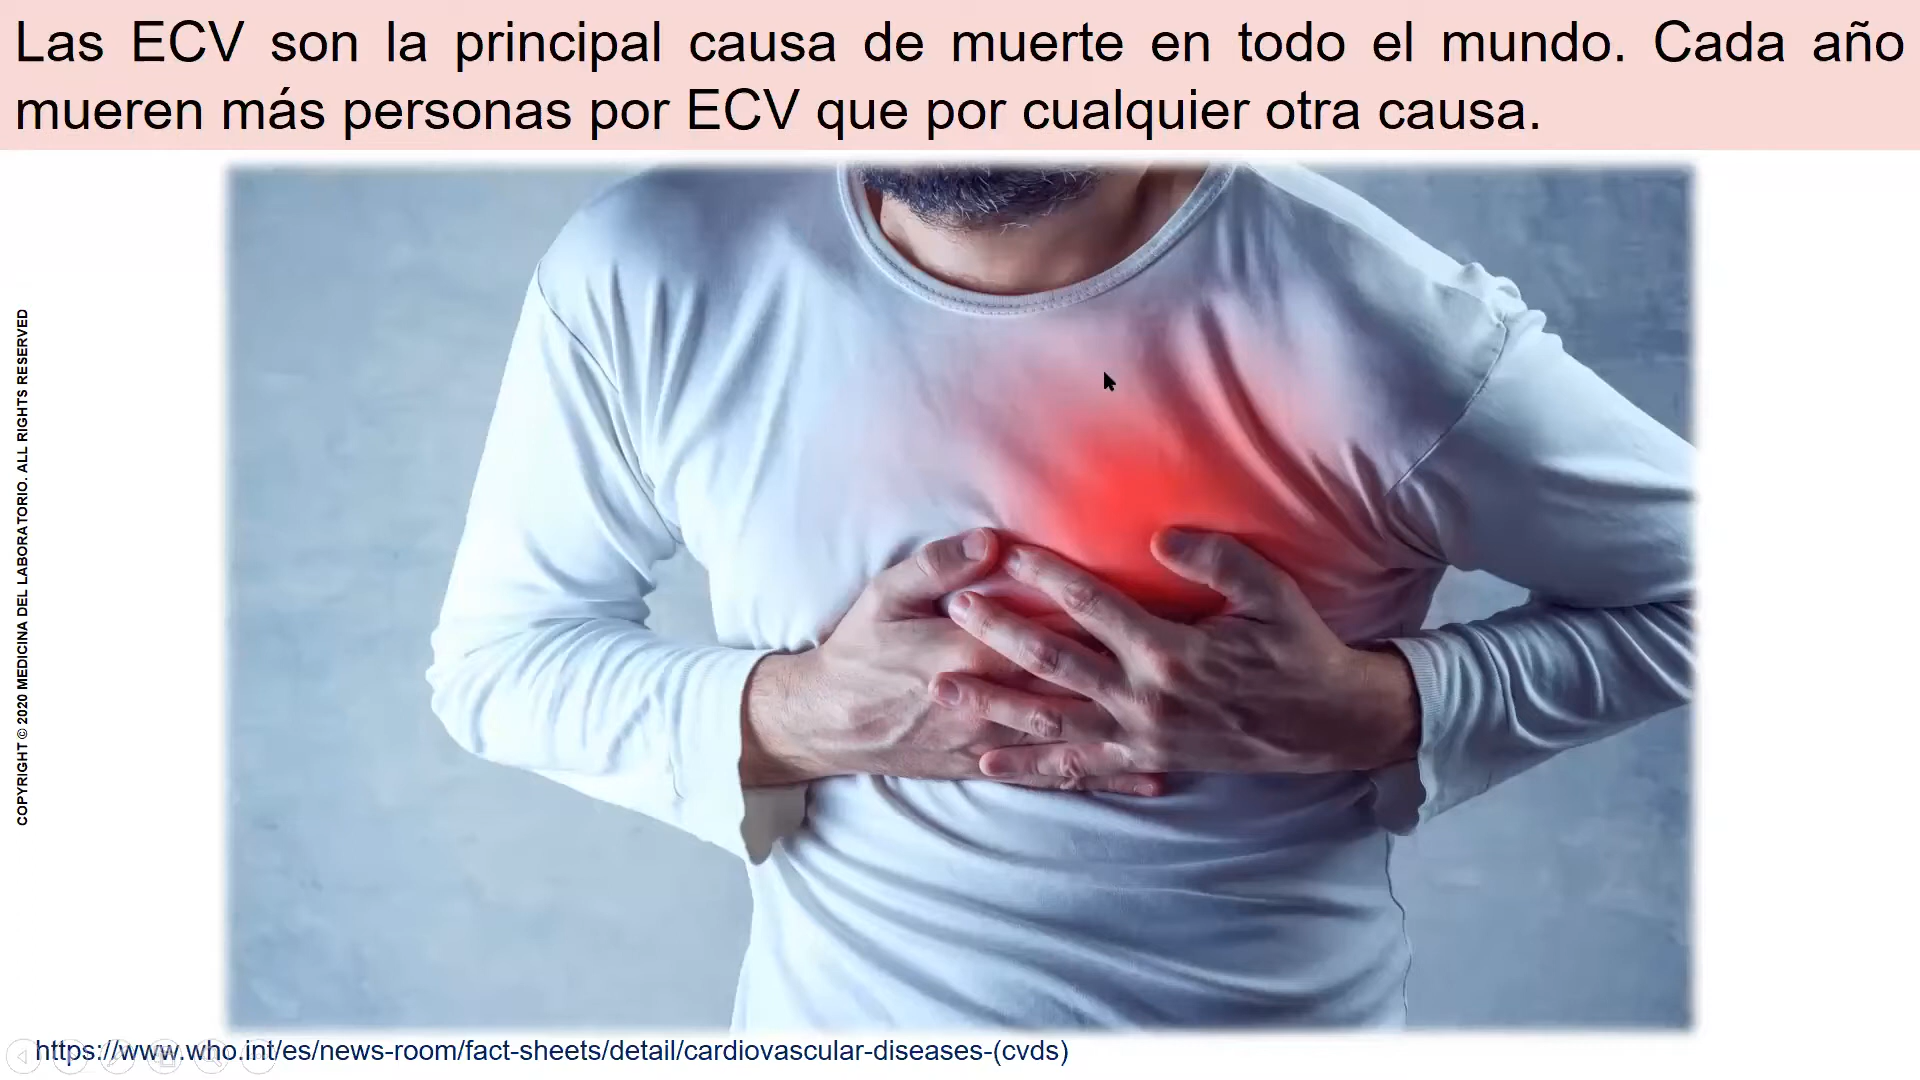 Las ECV son la principal causa de muerte en todo el mundo. Cada año
mueren más personas por ECV que por cualquier otra causa.
COPYRIGHT © 2020 MEDICINA DEL LABORATORIO. ALL RIGHTS RESERVED
https://www.who.int/es/news-room/fact-sheets/detail/cardiovascular-diseases-(cvds)